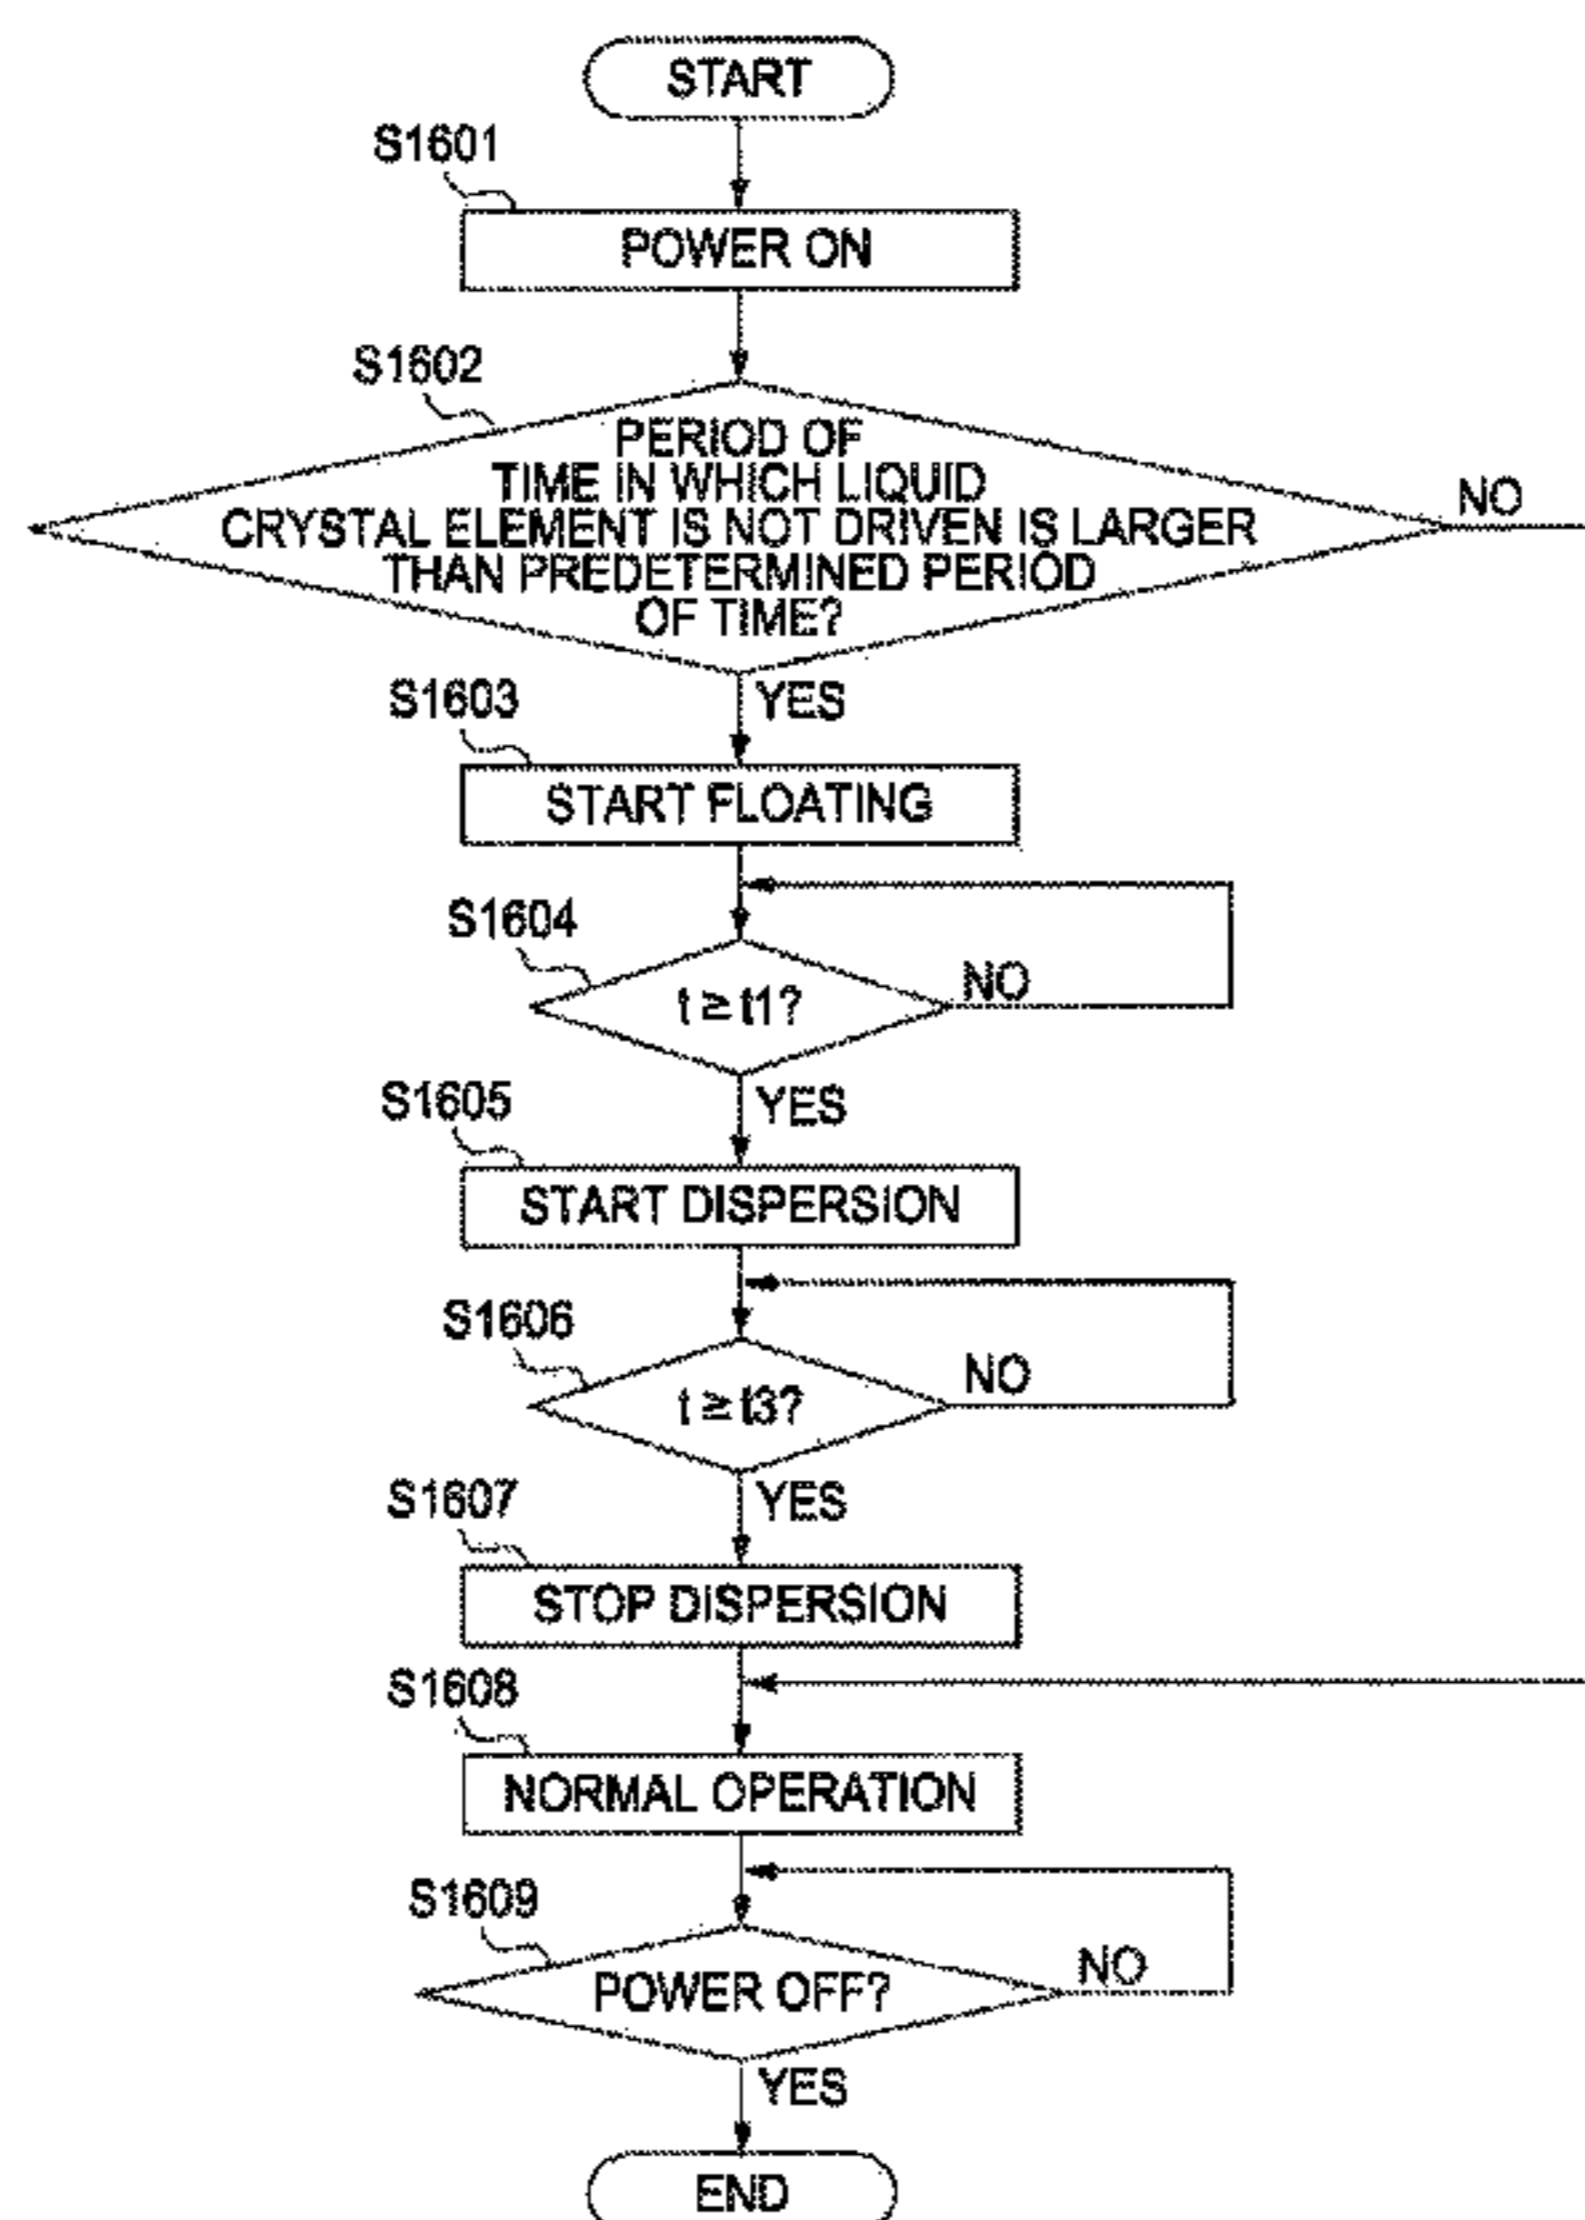 START
S1601
POWER ON
S1602
PERIOD OF
TIME IN WHICH LIQUID
CRYSTAL ELEMENT IS NOT DRIVEN IS LARGER
THAN PREDETERMINED PERIOD
OF TIME?
NO
YES
S1603
START FLOATING
S1604
t ≥ t1?
NO
YES
S1605
START DISPERSION
S1606
t ≥ t3?
NO
YES
S1607
STOP DISPERSION
S1608
NORMAL OPERATION
S1609
POWER OFF?
NO
YES
END